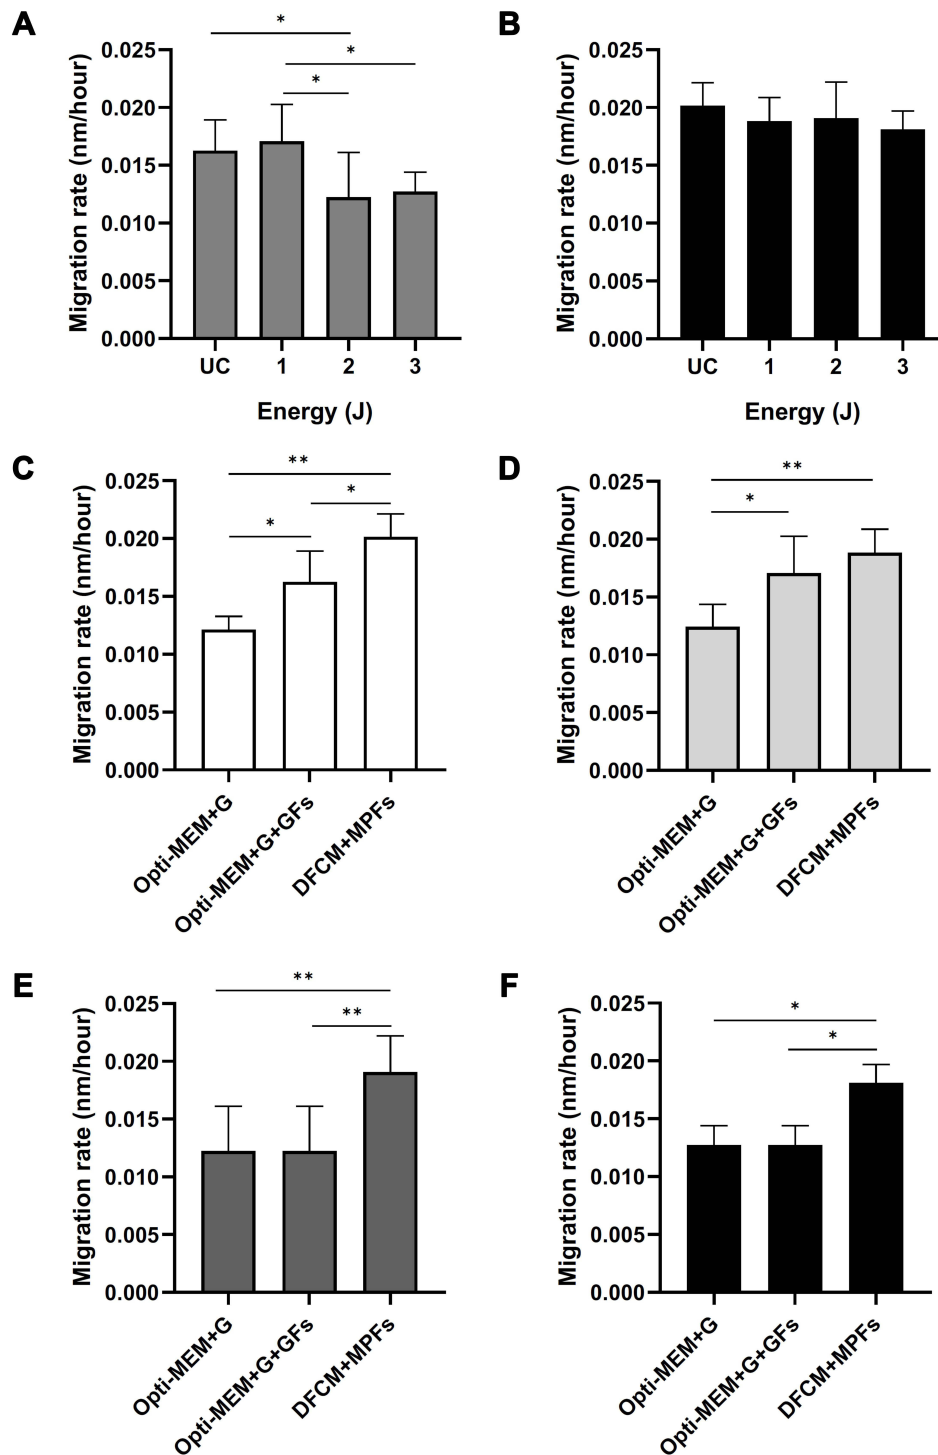 A
Migration rate (nm/hour)
0.025
0.020
0.015
0.010
0.005
0.000
*
*
*
UC 1 2 3
Energy (J)
B
Migration rate (nm/hour)
0.025
0.020
0.015
0.010
0.005
0.000
UC 1 2 3
Energy (J)
C
Migration rate (nm/hour)
0.025
0.020
0.015
0.010
0.005
0.000
**
*
*
Opti-MEM+G
Opti-MEM+G+GFs
DFCM+MPFs
D
Migration rate (nm/hour)
0.025
0.020
0.015
0.010
0.005
0.000
**
*
Opti-MEM+G
Opti-MEM+G+GFs
DFCM+MPFs
E
Migration rate (nm/hour)
0.025
0.020
0.015
0.010
0.005
0.000
**
**
Opti-MEM+G
Opti-MEM+G+GFs
DFCM+MPFs
F
Migration rate (nm/hour)
0.025
0.020
0.015
0.010
0.005
0.000
*
*
Opti-MEM+G
Opti-MEM+G+GFs
DFCM+MPFs